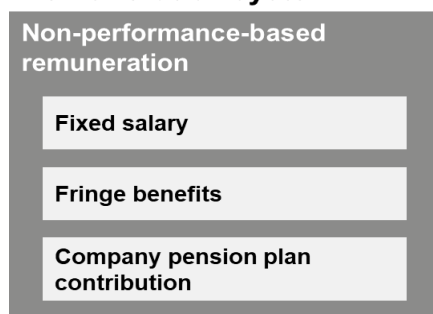 Non-performance-based
remuneration
Fixed salary
Fringe benefits
Company pension plan
contribution